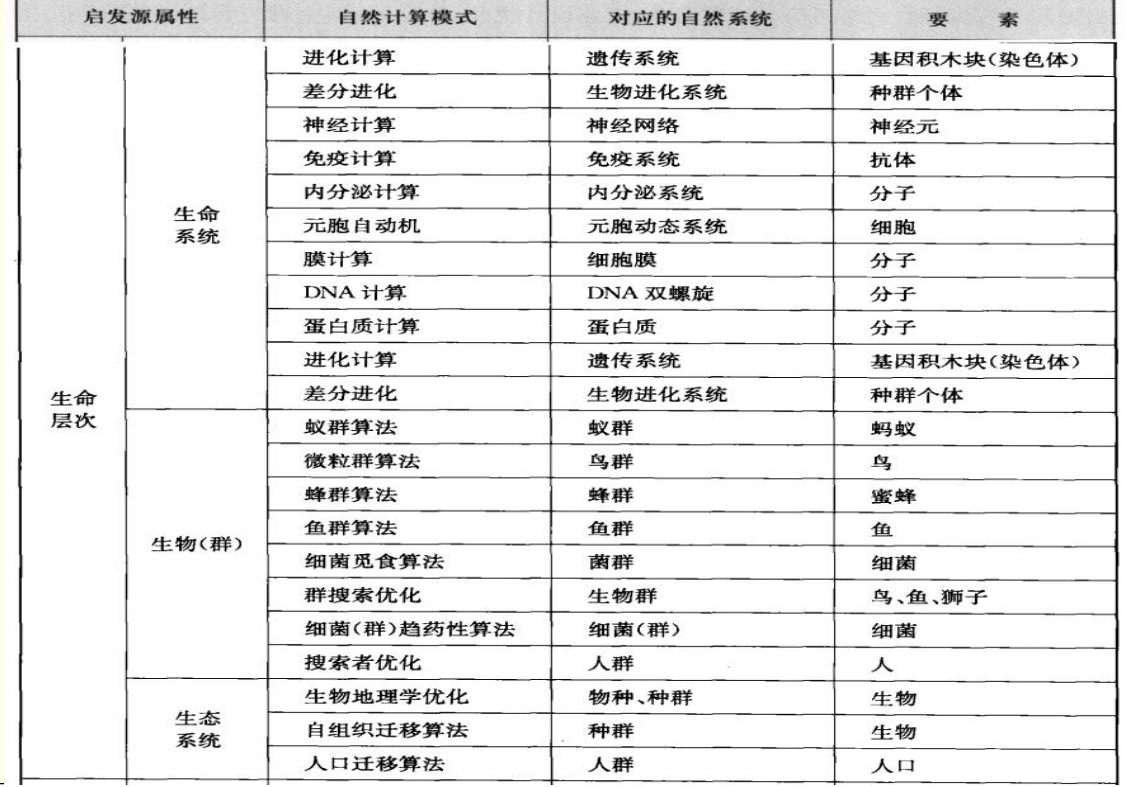 启发源属性 自然计算模式 对应的自然系统 要 素
进化计算 遗传系统 基因积木块(染色体)
差分进化 生物进化系统 种群个体
神经计算 神经网络 神经元
免疫计算 免疫系统 抗体
内分泌计算 内分泌系统 分子
生命
系统
元胞自动机 元胞动态系统 细胞
膜计算 细胞膜 分子
DNA 计算 DNA 双螺旋 分子
蛋白质计算 蛋白质 分子
进化计算 遗传系统 基因积木块(染色体)
差分进化 生物进化系统 种群个体
生命
层次
蚁群算法 蚁群 蚂蚁
微粒群算法 鸟群 鸟
蜂群算法 蜂群 蜜蜂
鱼群算法 鱼群 鱼
生物(群)
细菌觅食算法 菌群 细菌
群搜索优化 生物群 鸟、鱼、狮子
细菌(群)趋药性算法 细菌(群) 细菌
搜索者优化 人群 人
生物地理学优化 物种、种群 生物
生态
系统
自组织迁移算法 种群 生物
人口迁移算法 人群 人口